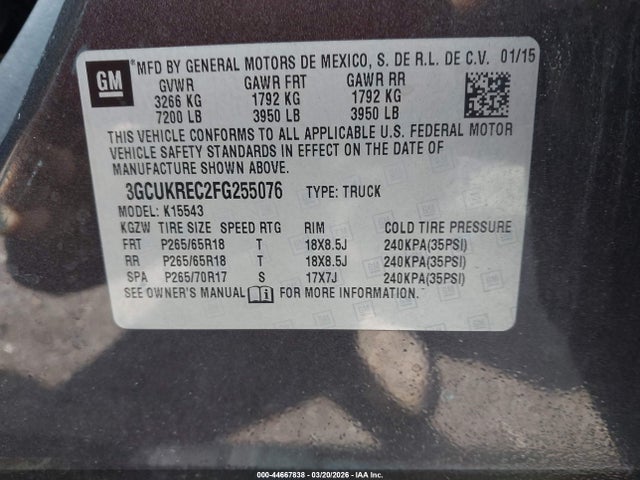 GM
*MFD BY GENERAL MOTORS DE MEXICO, S. DE R.L. DE C.V. 01/15
GVWR GAWR FRT GAWR RR
3266 KG 1792 KG 1792 KG
7200 LB 3950 LB 3950 LB
THIS VEHICLE CONFORMS TO ALL APPLICABLE U.S. FEDERAL MOTOR
VEHICLE SAFETY STANDARDS IN EFFECT ON THE DATE OF
MANUFACTURE SHOWN ABOVE.
3GCUKREC2FG255076 TYPE: TRUCK
MODEL: K15543
KGZW TIRE SIZE SPEED RTG RIM COLD TIRE PRESSURE
FRT P265/65R18 T 18X8.5J 240KPA(35PSI)
RR P265/65R18 T 18X8.5J 240KPA(35PSI)
SPA P265/70R17 S 17X7J 240KPA(35PSI)
SEE OWNER'S MANUAL FOR MORE INFORMATION.
000-44667838 - 03/20/2026 - IAA Inc.